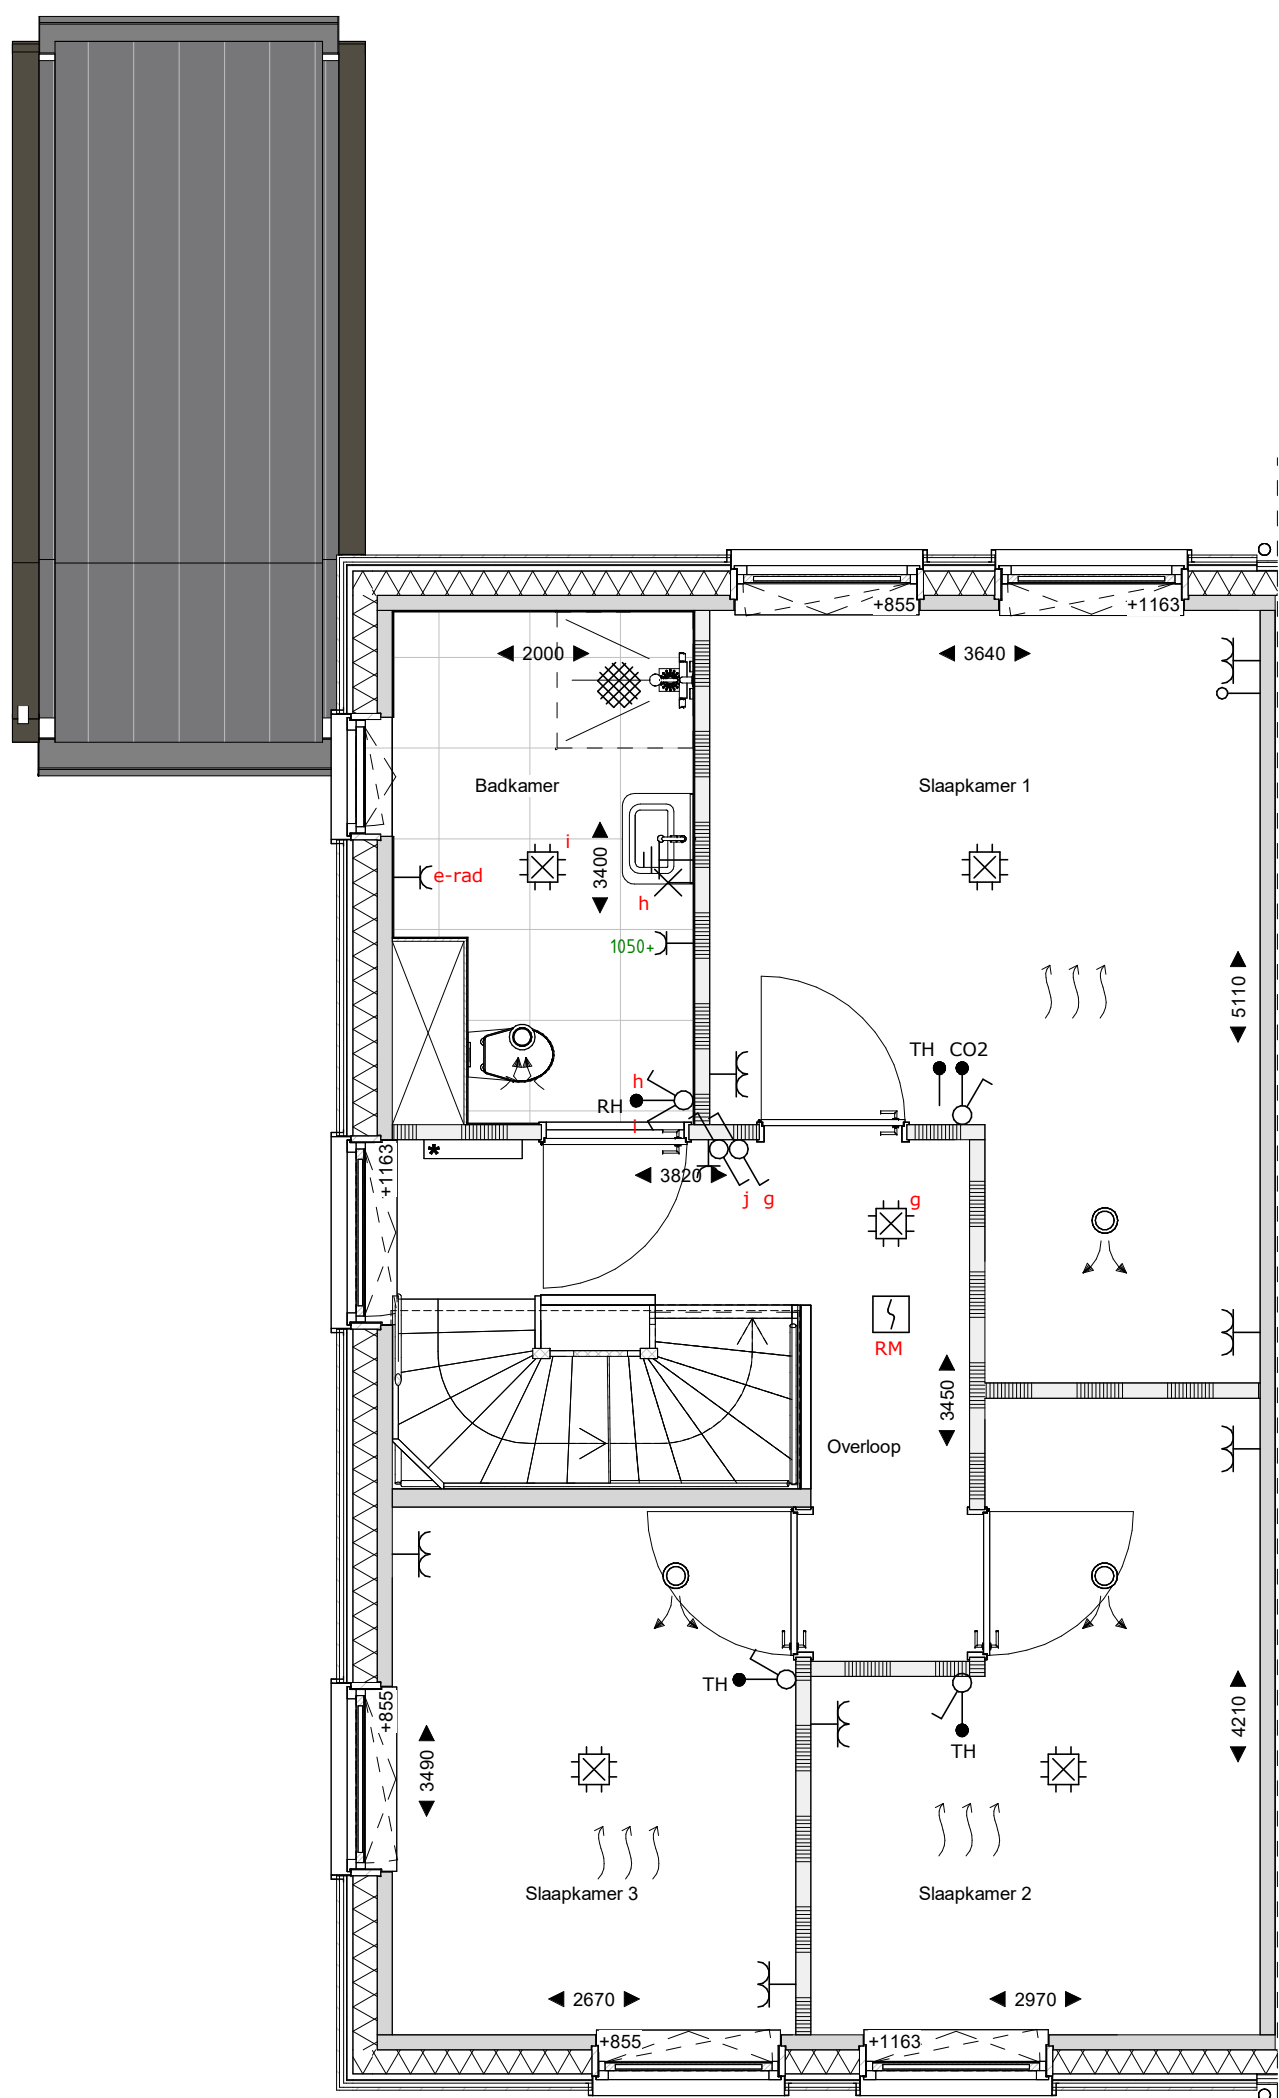 +855
+1163
2000
3640
Badkamer
Slaapkamer 1
i
3400
e-rad
h
1050+
5110
TH CO2
h
RH
i
*
+1163
3820
j g
g
RM
3450
Overloop
TH
+855
3490
4210
TH
Slaapkamer 3
Slaapkamer 2
2670
2970
+855
+1163